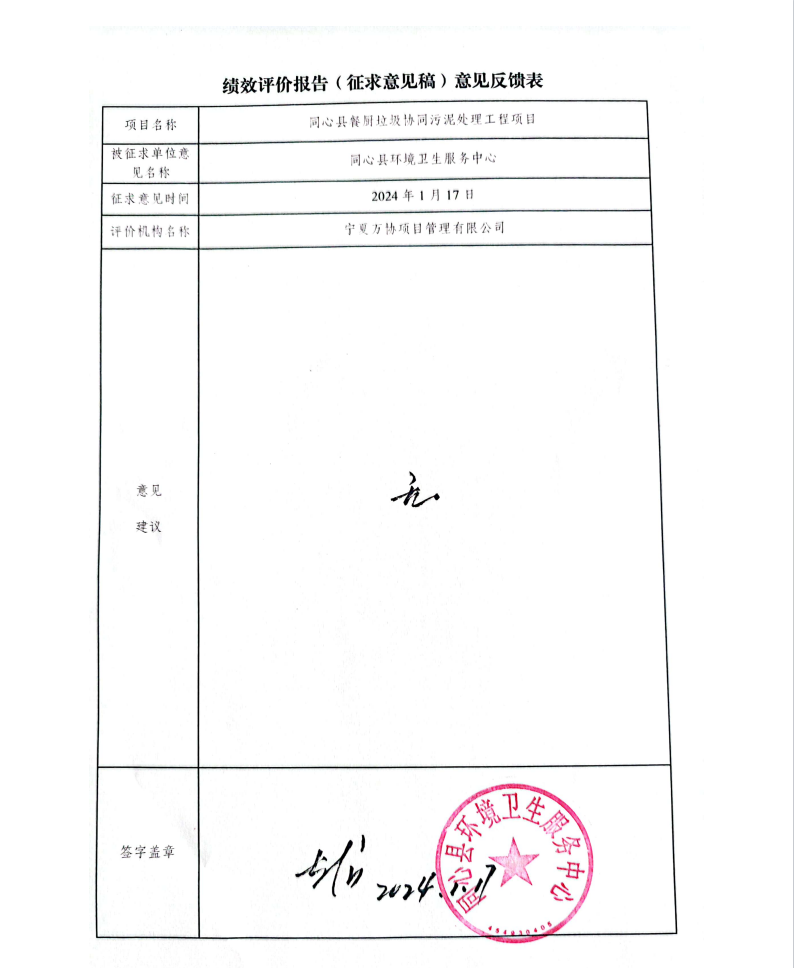 绩效评价报告（征求意见稿）意见反馈表
项目名称
同心县餐厨垃圾协同污泥处理工程项目
被征求单位意
见名称
同心县环境卫生服务中心
征求意见时间
2024 年 1 月 17 日
评价机构名称
宁夏万协项目管理有限公司
意见
建议
无
签字盖章
2024.1.17
同心县环境卫生服务中心